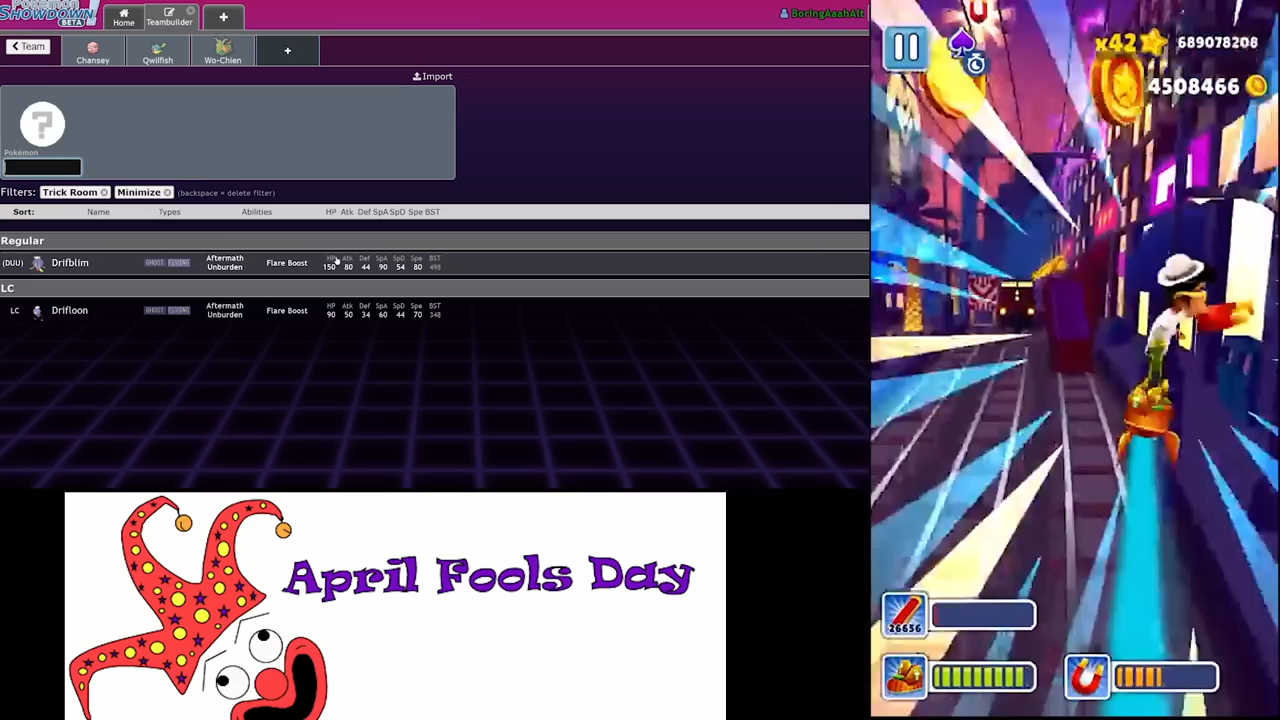 Pokémon
SHOWDOWN!
BETA
Home
Teambuilder
+
BoringAaahAlt
Team
Chansey
Qwilfish
Wo-Chien
+
Import
?
Pokémon
Filters: Trick Room Minimize (backspace = delete filter)
Sort: Name Types Abilities HP Atk Def SpA SpD Spe BST
Regular
(DUU) Drifblim GHOST FLYING Aftermath Unburden Flare Boost HP 150 Atk 80 Def 44 SpA 90 SpD 54 Spe 80 BST 498
LC
LC Drifloon GHOST FLYING Aftermath Unburden Flare Boost HP 90 Atk 50 Def 34 SpA 60 SpD 44 Spe 70 BST 348
April Fools Day
x42 689078208
4508466
26656